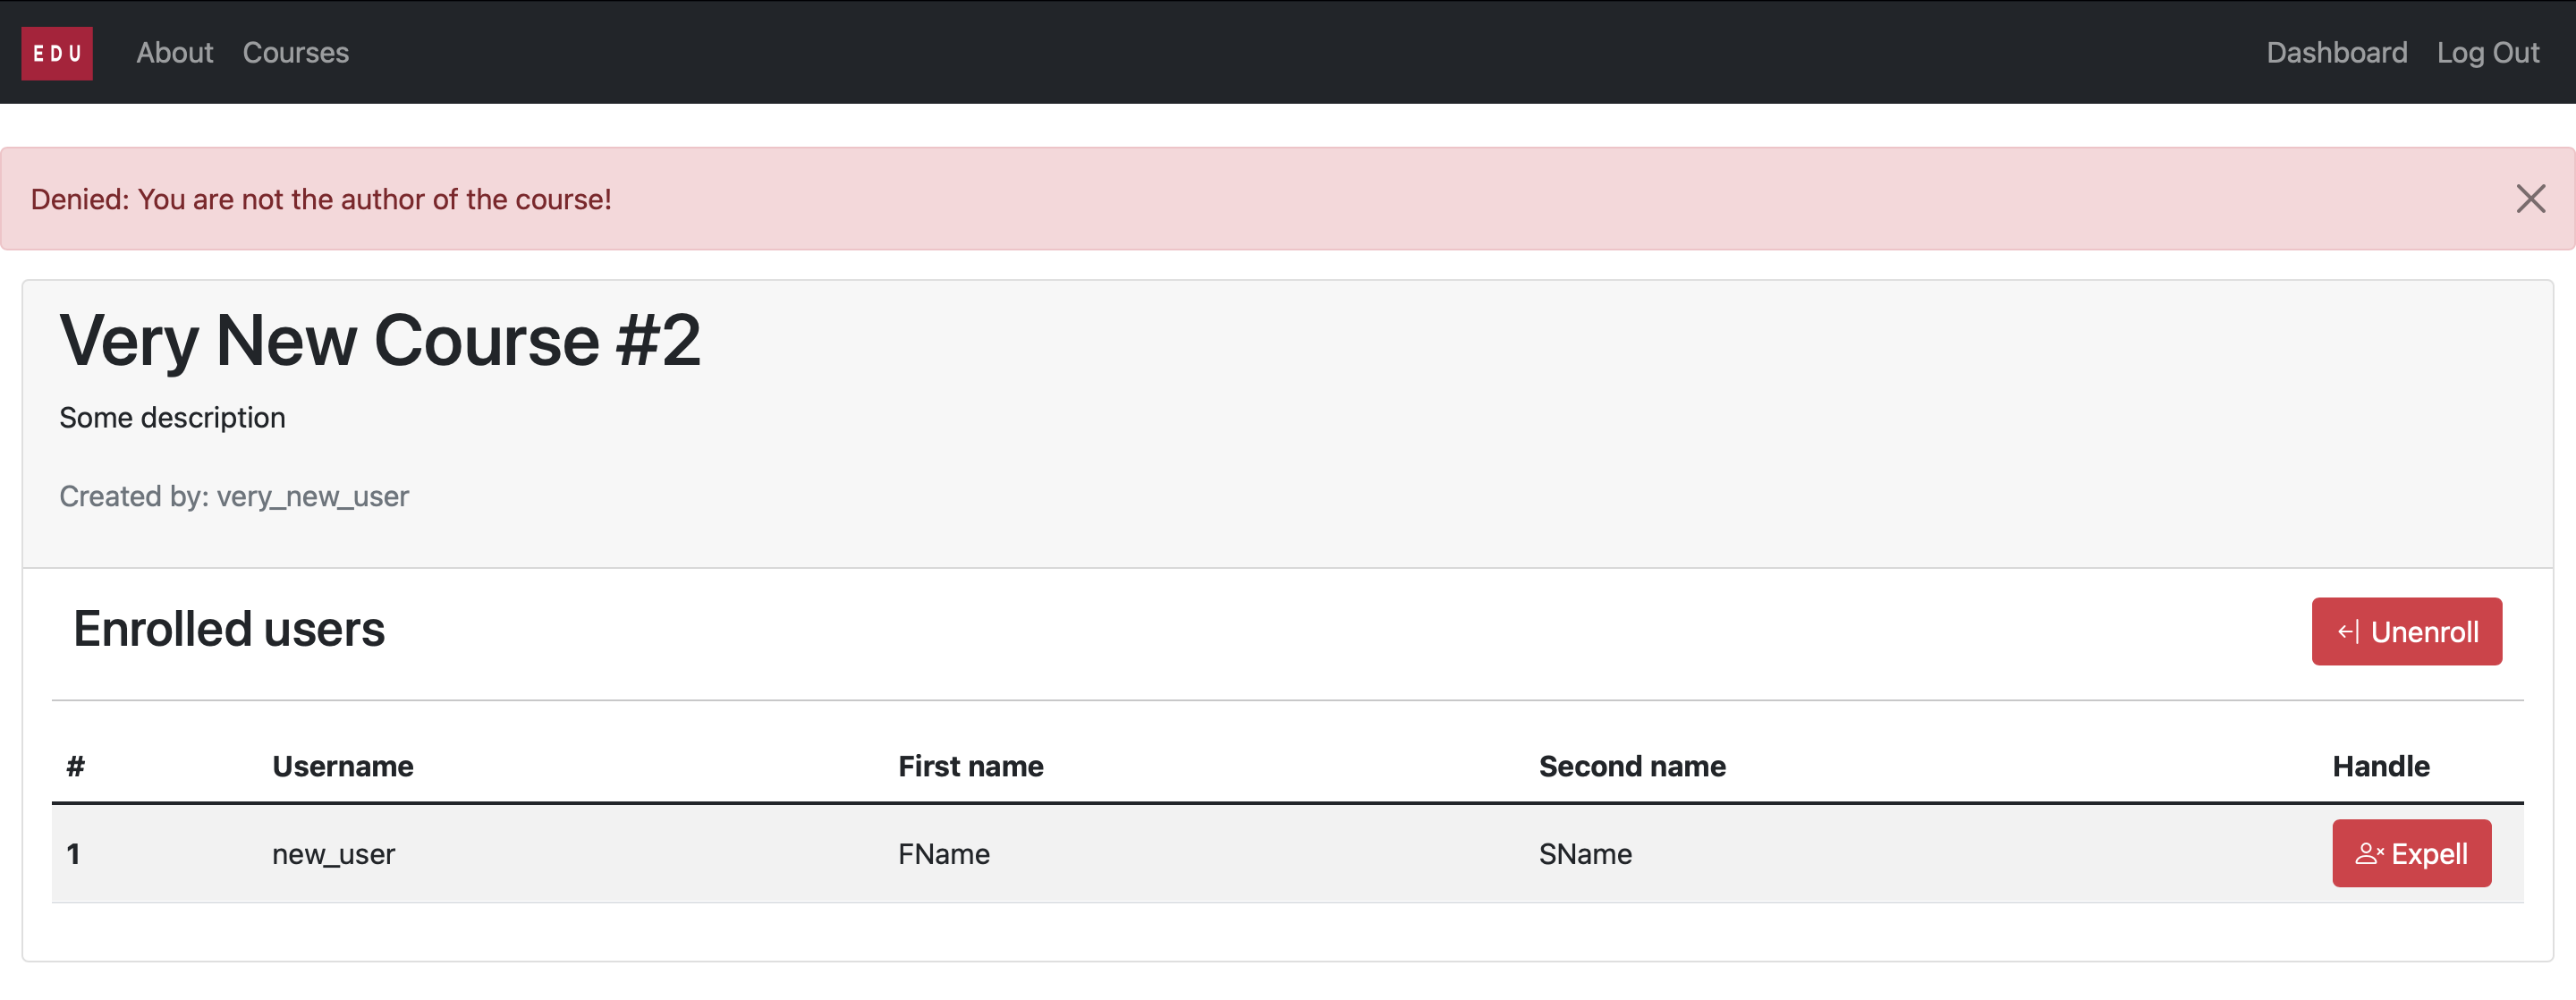 EDU About Courses Dashboard Log Out
Denied: You are not the author of the course!
Very New Course #2
Some description
Created by: very_new_user
Enrolled users Unenroll
# Username First name Second name Handle
1 new_user FName SName Expell